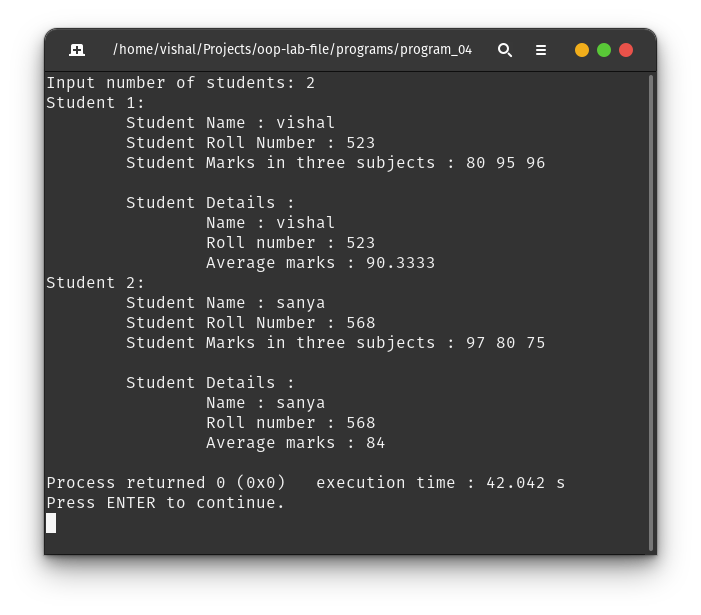 /home/vishal/Projects/oop-lab-file/programs/program_04
Input number of students: 2
Student 1:
Student Name : vishal
Student Roll Number : 523
Student Marks in three subjects : 80 95 96
Student Details :
Name : vishal
Roll number : 523
Average marks : 90.3333
Student 2:
Student Name : sanya
Student Roll Number : 568
Student Marks in three subjects : 97 80 75
Student Details :
Name : sanya
Roll number : 568
Average marks : 84
Process returned 0 (0x0)   execution time : 42.042 s
Press ENTER to continue.